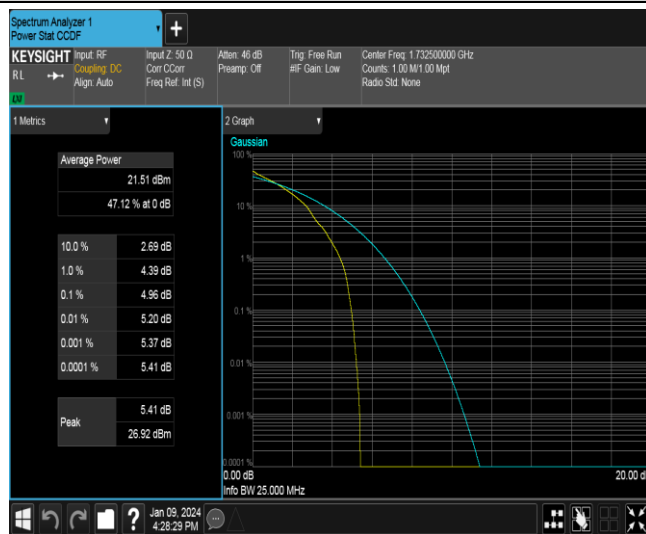 Spectrum Analyzer 1
Power Stat CCDF
+
KEYSIGHT
RL
LXI
Input: RF
Coupling: DC
Align: Auto
Input Z: 50 Ω
Corr CCorr
Freq Ref: Int (S)
Atten: 46 dB
Preamp: Off
Trig: Free Run
#IF Gain: Low
Center Freq: 1.732500000 GHz
Counts: 1.00 M/1.00 Mpt
Radio Std: None
1 Metrics
Average Power
21.51 dBm
47.12 % at 0 dB
10.0 % 2.69 dB
1.0 % 4.39 dB
0.1 % 4.96 dB
0.01 % 5.20 dB
0.001 % 5.37 dB
0.0001 % 5.41 dB
Peak
5.41 dB
26.92 dBm
2 Graph
Gaussian
100 %
10 %
1 %
0.1 %
0.01 %
0.001 %
0.0001 %
0.00 dB
20.00 d
Info BW 25.000 MHz
?
Jan 09, 2024
4:28:29 PM